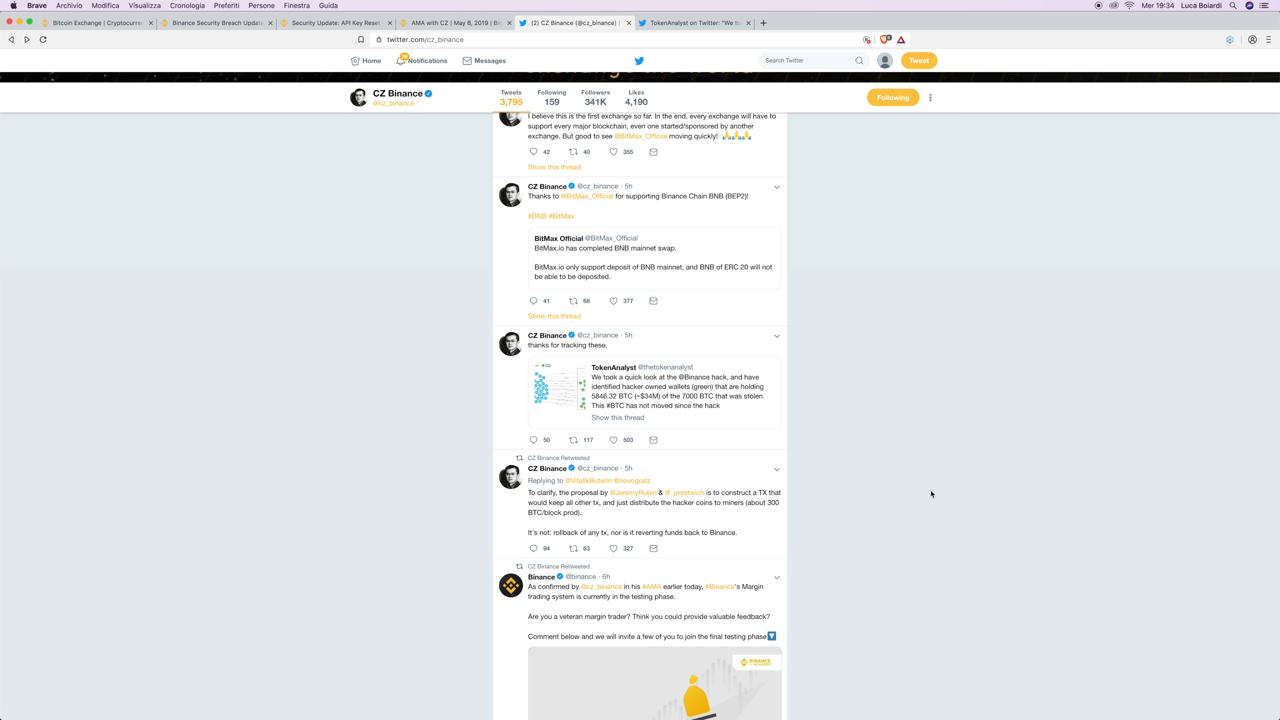 Brave Archivio Modifica Visualizza Cronologia Preferiti Persone Finestra Guida Mer 19:34 Luca Boiardi
Bitcoin Exchange | Cryptocurre Binance Security Breach Update Security Update: API Key Reset AMA with CZ | May 8, 2019 | Bin (2) CZ Binance (@cz_binance) | TokenAnalyst on Twitter: "We to
twitter.com/cz_binance
Home Notifications Messages Search Twitter Tweet
CZ Binance
@cz_binance
Tweets Following Followers Likes
3,795 159 341K 4,190
Following
I believe this is the first exchange so far. In the end, every exchange will have to
support every major blockchain, even one started/sponsored by another
exchange. But good to see @BitMax_Official moving quickly! 🙏🙏🙏
42 40 355
Show this thread
CZ Binance @cz_binance · 5h
Thanks to @BitMax_Official for supporting Binance Chain BNB (BEP2)!
#BNB #BitMax
BitMax Official @BitMax_Official
BitMax.io has completed BNB mainnet swap.
BitMax.io only support deposit of BNB mainnet, and BNB of ERC 20 will not
be able to be deposited.
41 68 377
Show this thread
CZ Binance @cz_binance · 5h
thanks for tracking these.
TokenAnalyst @thetokenanalyst
We took a quick look at the @Binance hack, and have
identified hacker owned wallets (green) that are holding
5846.32 BTC (~$34M) of the 7000 BTC that was stolen.
This #BTC has not moved since the hack
Show this thread
50 117 503
CZ Binance Retweeted
CZ Binance @cz_binance · 5h
Replying to @VitalikButerin @novogratz
To clarify, the proposal by @JeremyRubin & @_prestwich is to construct a TX that
would keep all other tx, and just distribute the hacker coins to miners (about 300
BTC/block prod).
It's not: rollback of any tx, nor is it reverting funds back to Binance.
94 63 327
CZ Binance Retweeted
Binance @binance · 6h
As confirmed by @cz_binance in his #AMA earlier today, #Binance's Margin
trading system is currently in the testing phase.
Are you a veteran margin trader? Think you could provide valuable feedback?
Comment below and we will invite a few of you to join the final testing phase🔽
BINANCE